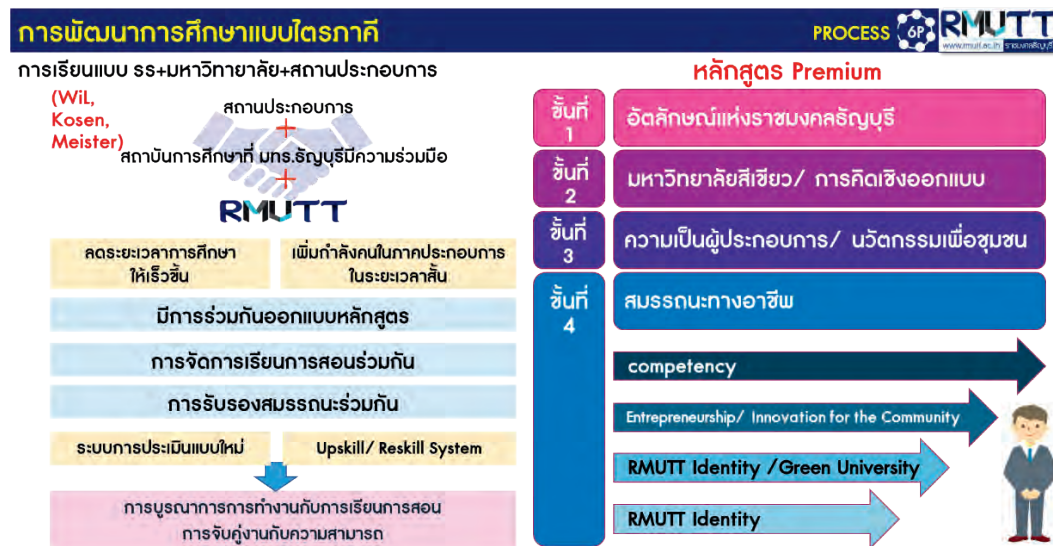 การพัฒนาการศึกษาแบบไตรภาคี
PROCESS 6P RMUTT
www.rmutt.ac.th ราชมงคลธัญบุรี
การเรียนแบบ รร+มหาวิทยาลัย+สถานประกอบการ
(WiL,
Kosen,
Meister)
สถานประกอบการ
+
สถาบันการศึกษาที่ มทร.ธัญบุรีมีความร่วมมือ
+
RMUTT
ลดระยะเวลาการศึกษา
ให้เร็วขึ้น
เพิ่มกำลังคนในภาคประกอบการ
ในระยะเวลาสั้น
มีการร่วมกันออกแบบหลักสูตร
การจัดการเรียนการสอนร่วมกัน
การรับรองสมรรถนะร่วมกัน
ระบบการประเมินแบบใหม่
Upskill/ Reskill System
การบูรณาการการทำงานกับการเรียนการสอน
การจับคู่งานกับความสามารถ
หลักสูตร Premium
ขั้นที่
1
อัตลักษณ์แห่งราชมงคลธัญบุรี
ขั้นที่
2
มหาวิทยาลัยสีเขียว/ การคิดเชิงออกแบบ
ขั้นที่
3
ความเป็นผู้ประกอบการ/ นวัตกรรมเพื่อชุมชน
ขั้นที่
4
สมรรถนะทางอาชีพ
competency
Entrepreneurship/ Innovation for the Community
RMUTT Identity /Green University
RMUTT Identity